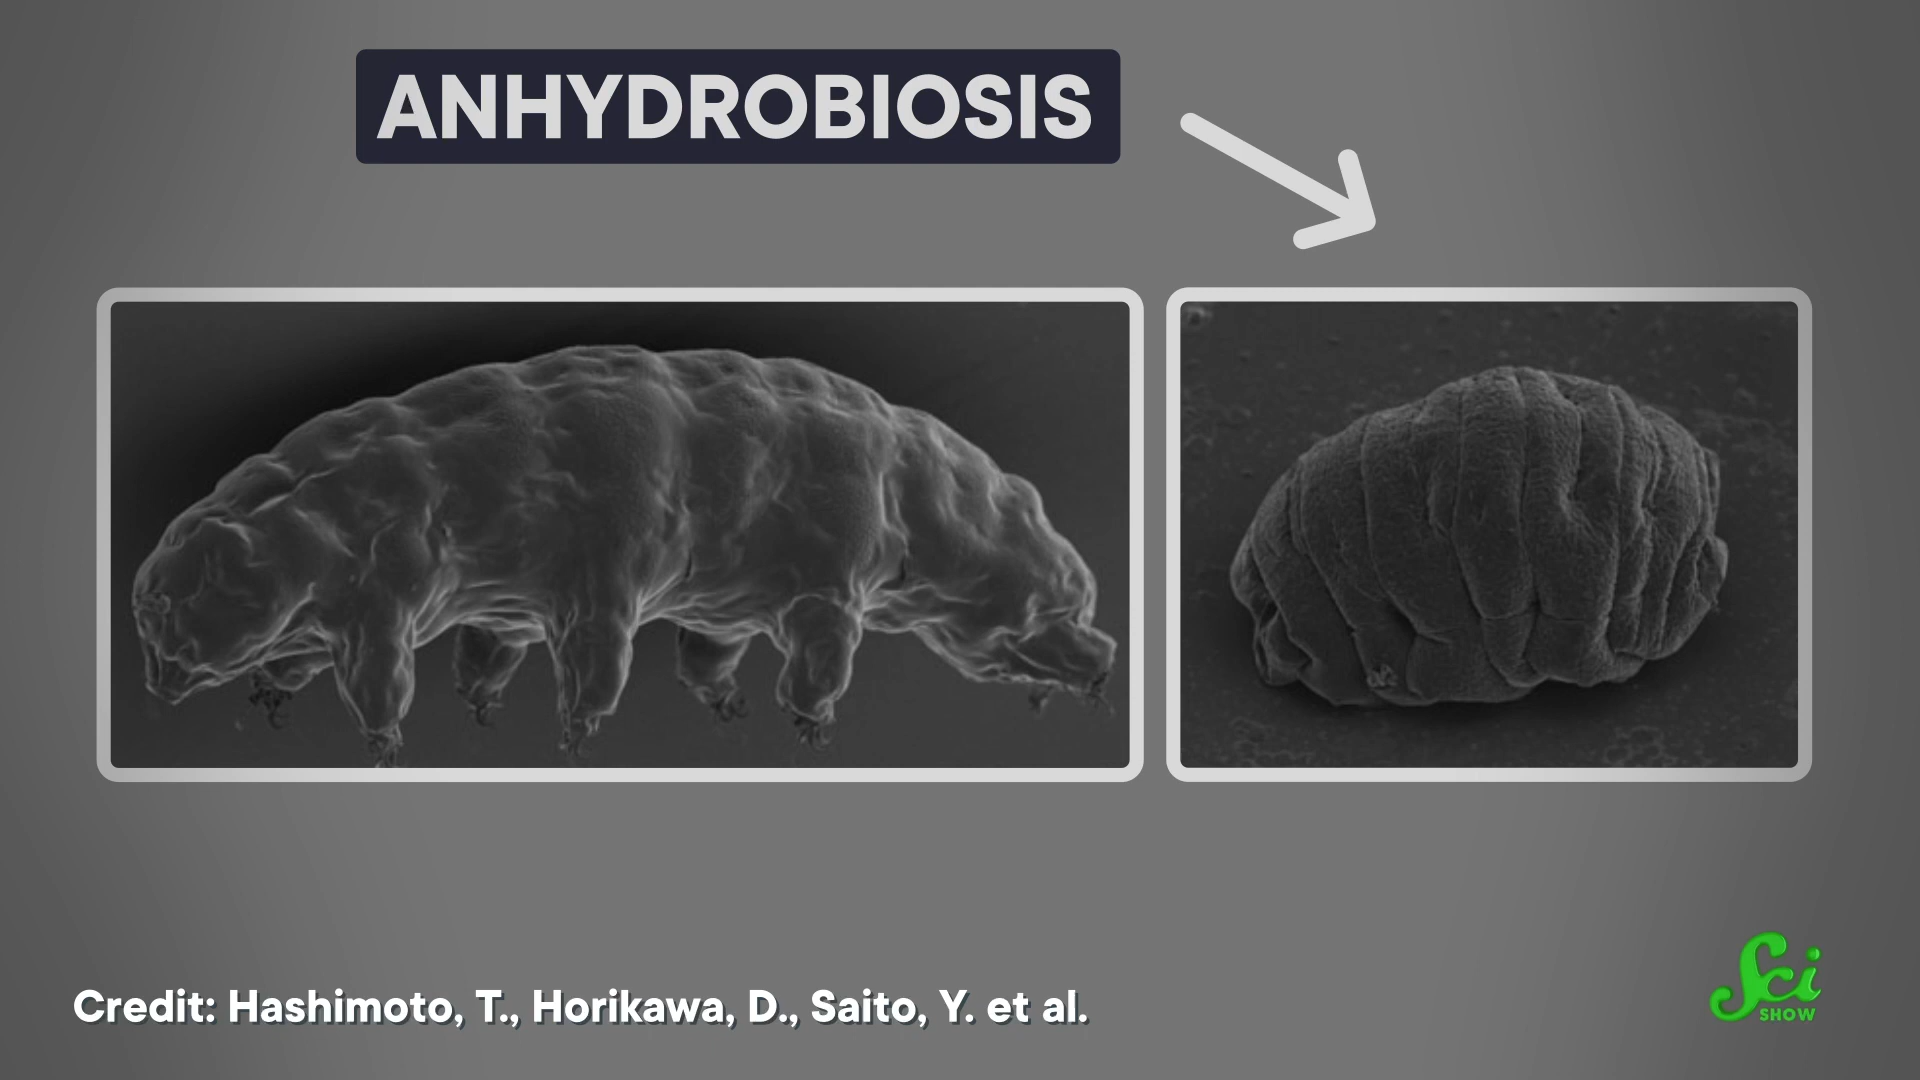 ANHYDROBIOSIS
Credit: Hashimoto, T., Horikawa, D., Saito, Y. et al.
Sci
SHOW